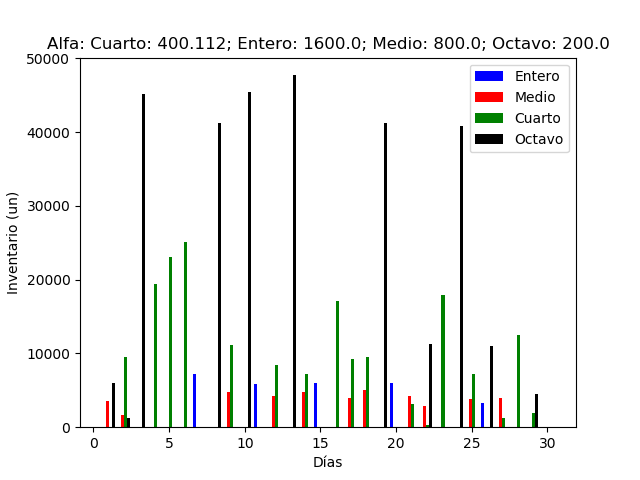 Alfa: Cuarto: 400.112; Entero: 1600.0; Medio: 800.0; Octavo: 200.0
50000
40000
30000
20000
10000
0
Inventario (un)
Entero
Medio
Cuarto
Octavo
0 5 10 15 20 25 30
Días